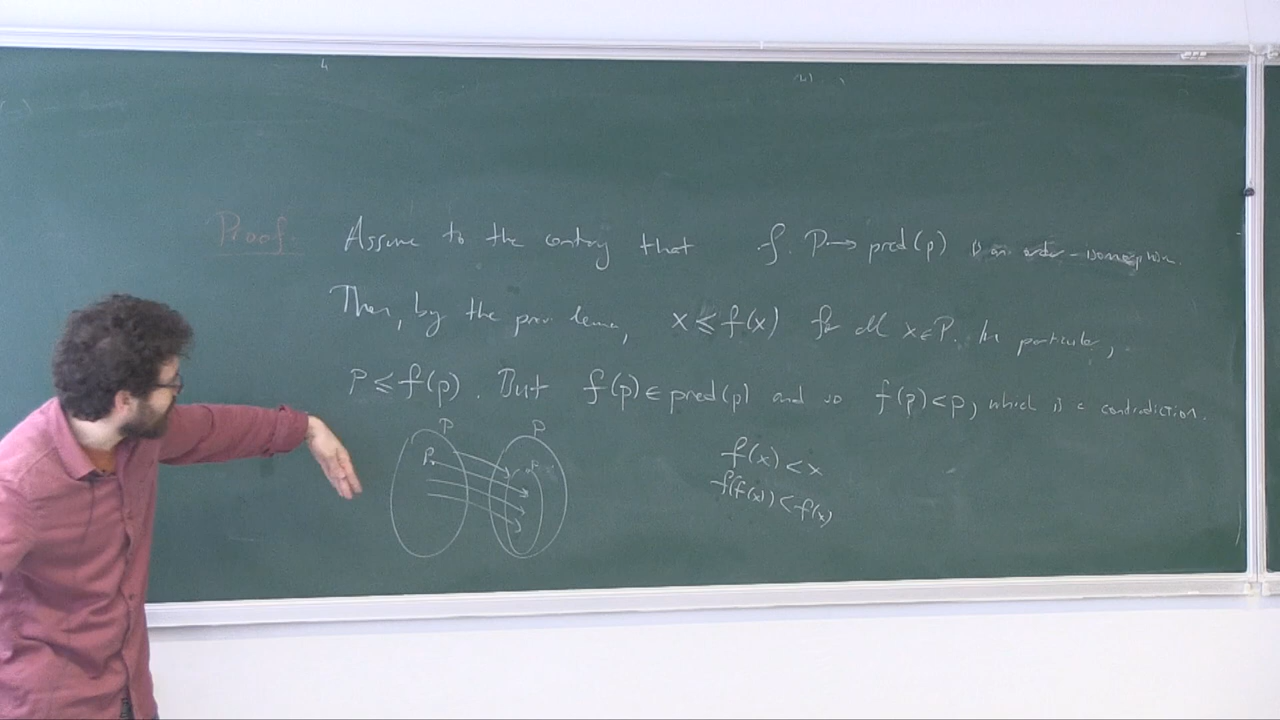 Proof: Assume to the contrary that f: P → pred(p) is an order-isomorphism.
Then, by the prev. lemma, x ≤ f(x) for all x ∈ P. In particular,
p ≤ f(p). But f(p) ∈ pred(p) and so f(p) < p, which is a contradiction.
P P
p
f(x) < x
f(f(x)) < f(x)